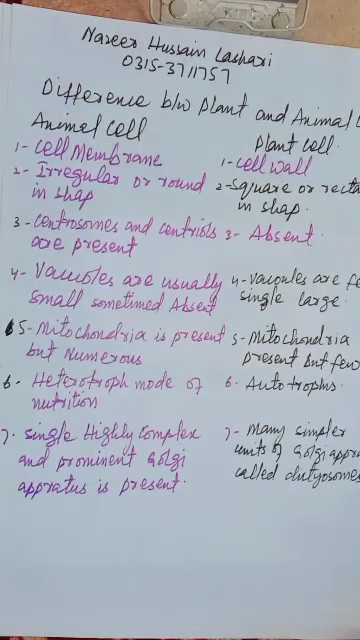 Nazeer Hussain Lashari
0315-3711757
Difference b/w Plant and Animal
Animal cell
1- cell Membrane
2- Irregular or round
in shap
3- centrosomes and centriols
are present
4- Vacuoles are usually
small sometimed Absent
5- Mitochondria is present
but Numerous
6- Heterotroph mode of
nutrition
7. single Highly complex
and prominent Golgi
appratus is present.
Plant cell.
1- cell wall
2- Square or recta
in shap.
3- Absent.
4- Vacuoles are fe
single large.
5- Mitochondria
present But few
6. Autotrophs.
7- Many simpler
units of Golgi appra
called dictyosomes